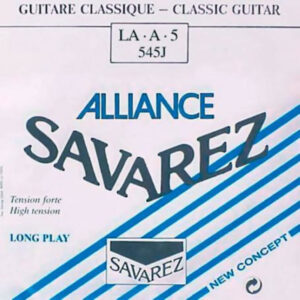 GUITARE CLASSIQUE – CLASSIC GUITAR
LA · A · 5
545J
ALLIANCE
SAVAREZ
Tension forte
High tension
LONG PLAY
SAVAREZ
NEW CONCEPT